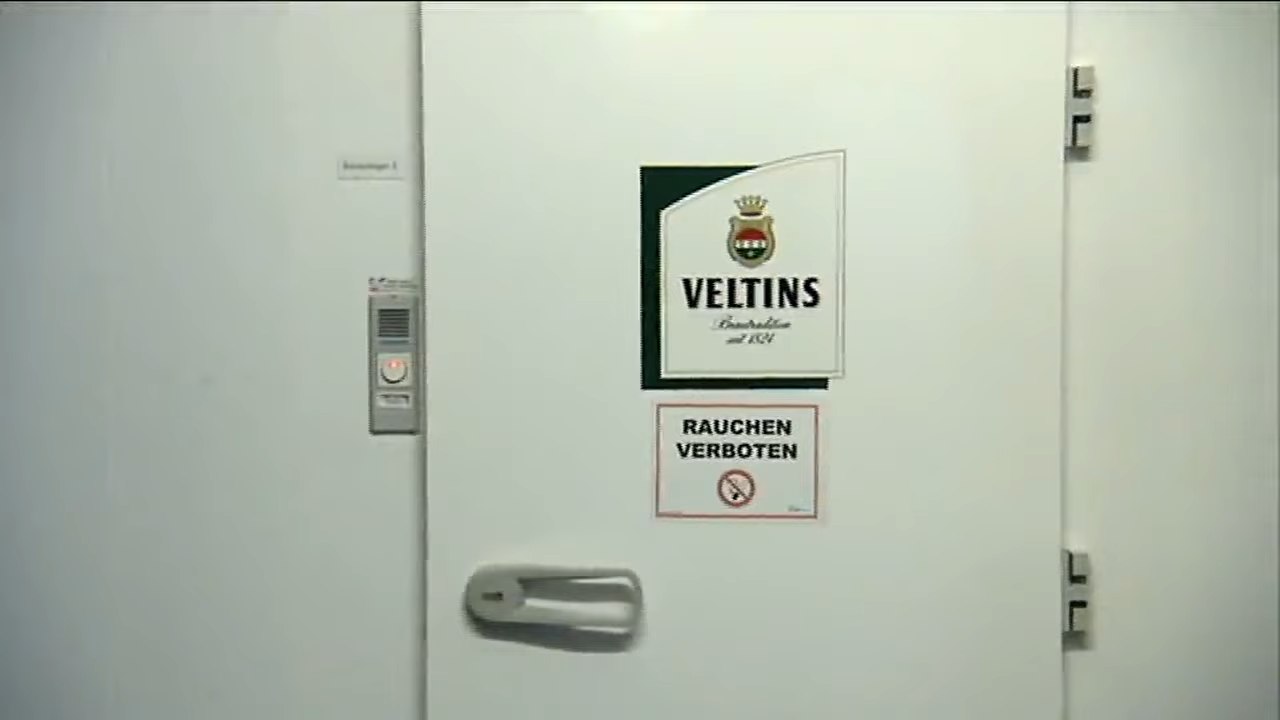 VELTINS
Brautradition
seit 1824
RAUCHEN
VERBOTEN